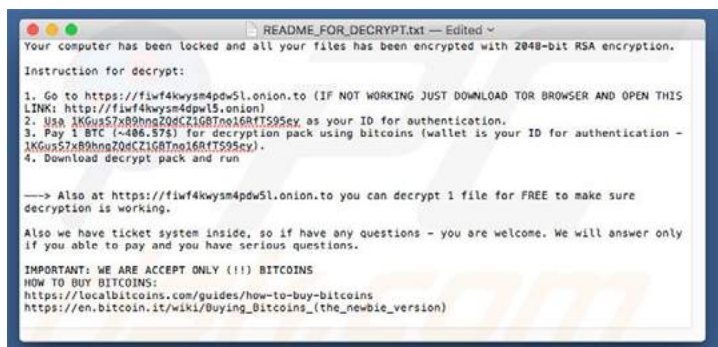 README_FOR_DECRYPT.txt — Edited
Your computer has been locked and all your files has been encrypted with 2048-bit RSA encryption.
Instruction for decrypt:
1. Go to https://fiwf4kwysm4pdw5l.onion.to (IF NOT WORKING JUST DOWNLOAD TOR BROWSER AND OPEN THIS
LINK: http://fiwf4kwysm4dpwl5.onion)
2. Use 1KGusS7xB9hngZQdCZ1GBTno16RfTS95ey as your ID for authentication.
3. Pay 1 BTC (~406.57$) for decryption pack using bitcoins (wallet is your ID for authentication –
1KGusS7xB9hngZQdCZ1GBTno16RfTS95ey).
4. Download decrypt pack and run
---> Also at https://fiwf4kwysm4pdw5l.onion.to you can decrypt 1 file for FREE to make sure
decryption is working.
Also we have ticket system inside, so if have any questions – you are welcome. We will answer only
if you able to pay and you have serious questions.
IMPORTANT: WE ARE ACCEPT ONLY (!!) BITCOINS
HOW TO BUY BITCOINS:
https://localbitcoins.com/guides/how-to-buy-bitcoins
https://en.bitcoin.it/wiki/Buying_Bitcoins_(the_newbie_version)